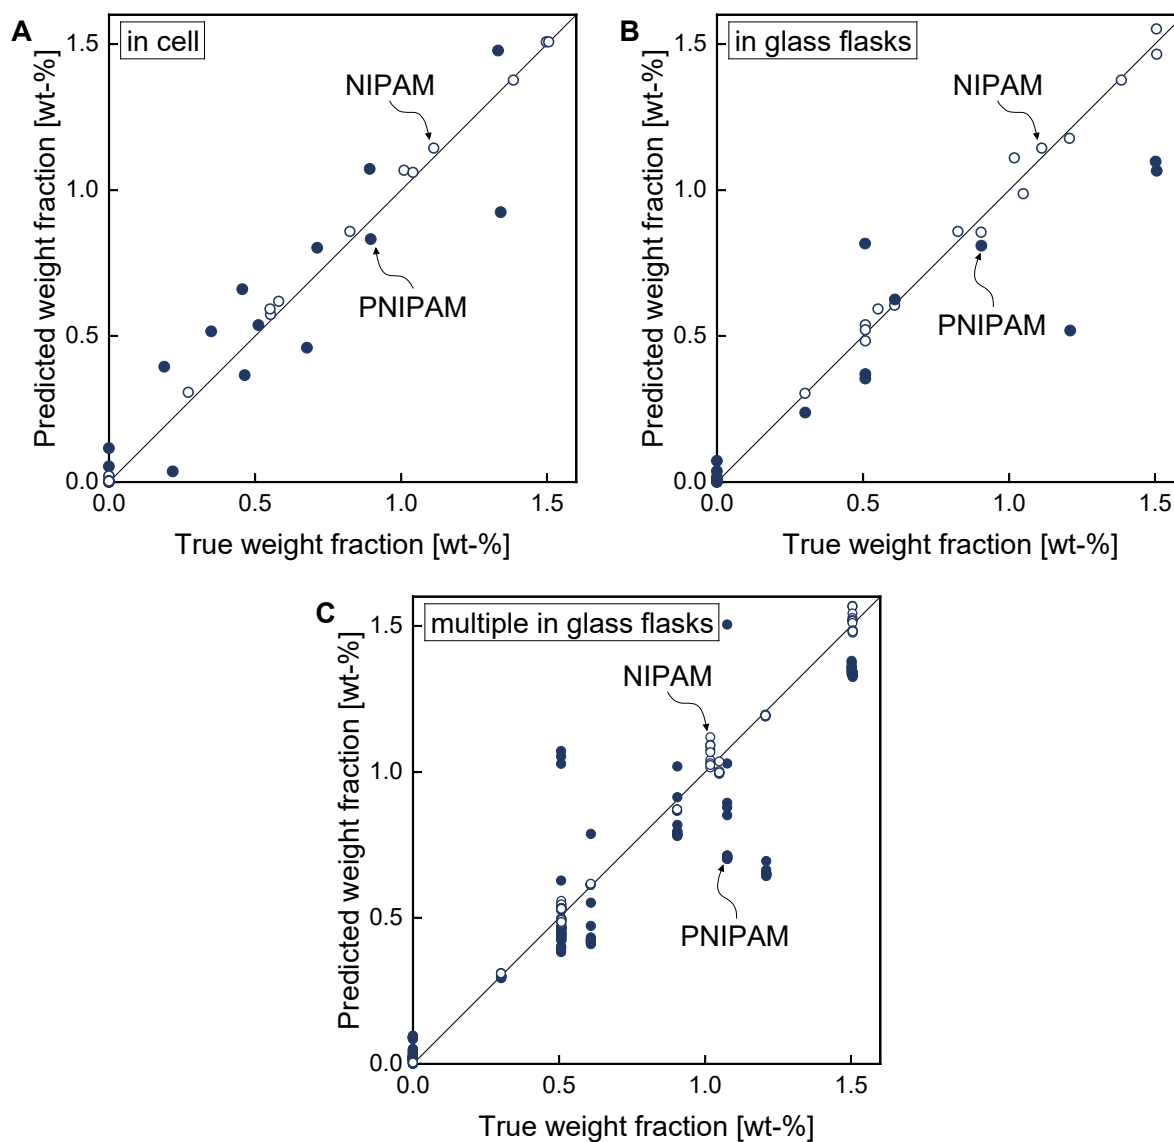 A
in cell
Predicted weight fraction [wt-%]
1.5
1.0
0.5
0.0
NIPAM
PNIPAM
0.0 0.5 1.0 1.5
True weight fraction [wt-%]
B
in glass flasks
Predicted weight fraction [wt-%]
1.5
1.0
0.5
0.0
NIPAM
PNIPAM
0.0 0.5 1.0 1.5
True weight fraction [wt-%]
C
multiple in glass flasks
Predicted weight fraction [wt-%]
1.5
1.0
0.5
0.0
NIPAM
PNIPAM
0.0 0.5 1.0 1.5
True weight fraction [wt-%]